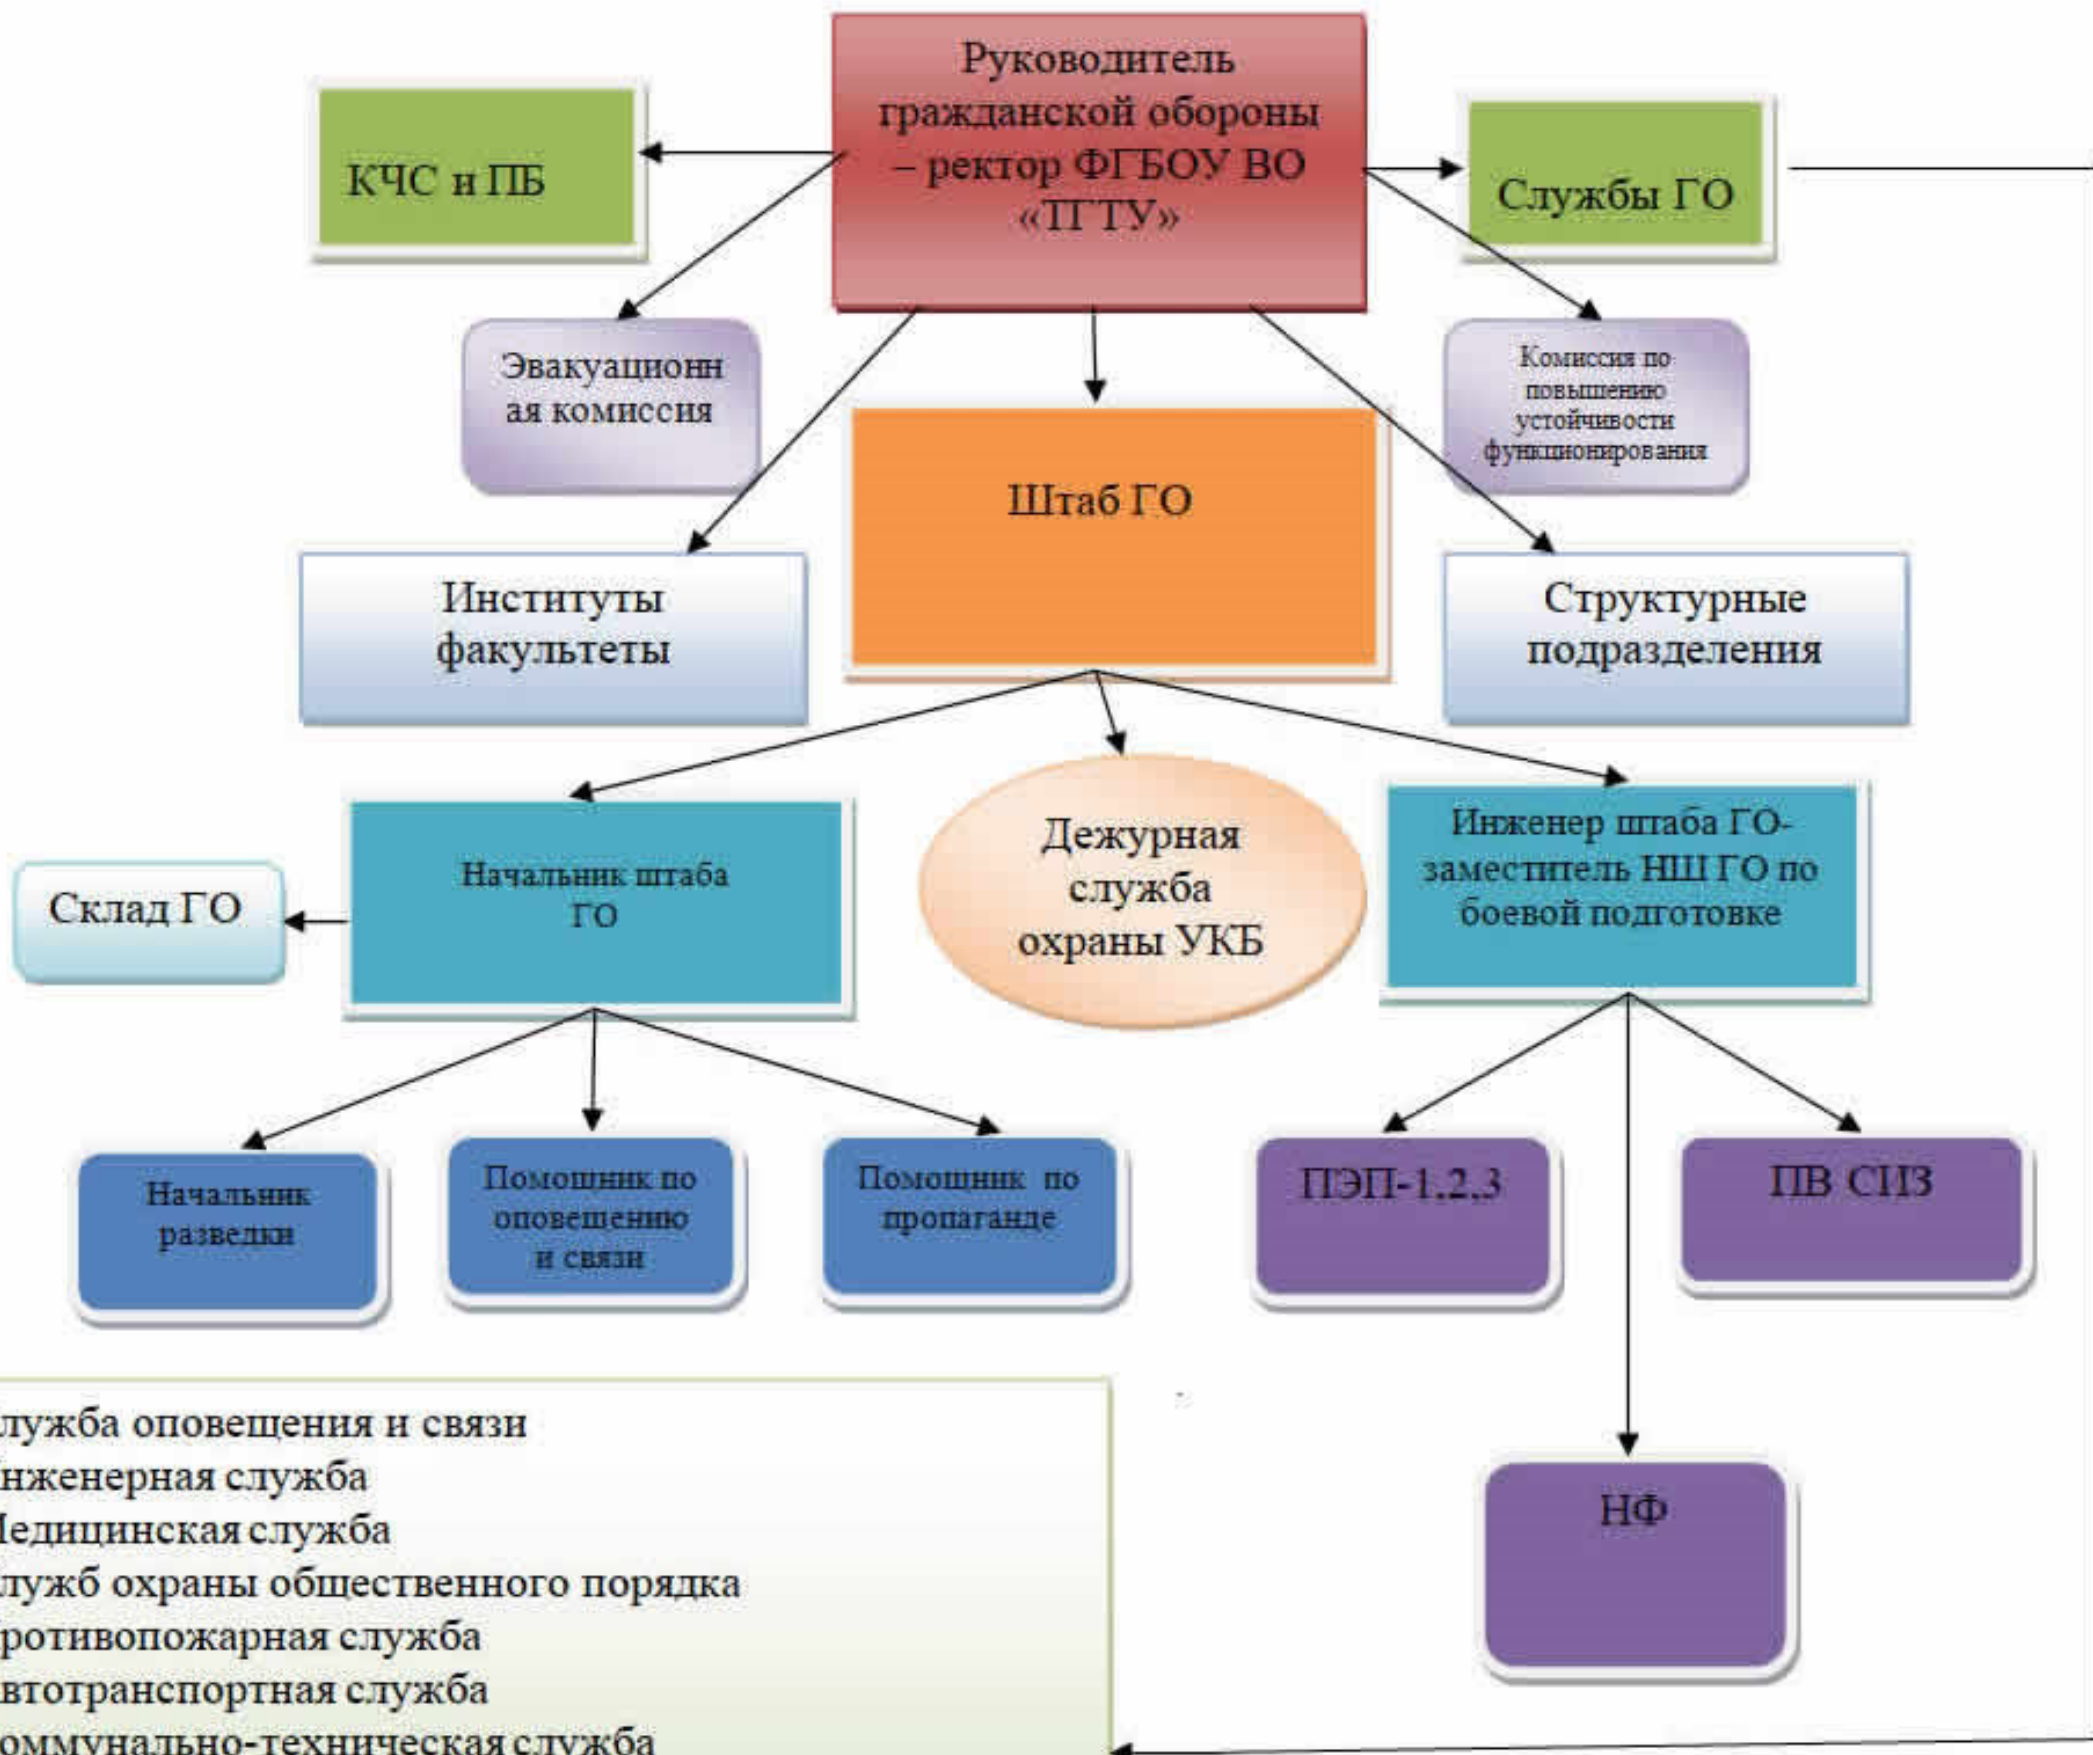 Руководитель
гражданской обороны
– ректор ФГБОУ ВО
«ТГТУ»
КЧС и ПБ
Службы ГО
Эвакуационн
ая комиссия
Комиссия по
повышению
устойчивости
функционирования
Штаб ГО
Институты
факультеты
Структурные
подразделения
Начальник штаба
ГО
Склад ГО
Дежурная
служба
охраны УКБ
Инженер штаба ГО-
заместитель НШ ГО по
боевой подготовке
Начальник
разведки
Помощник по
оповещению
и связи
Помощник по
пропаганде
ПЭП-1,2,3
ПВ СИЗ
НФ
лужба оповещения и связи
нженерная служба
едицинская служба
лужб охраны общественного порядка
ротивопожарная служба
втотранспортная служба
оммунально-техническая служба